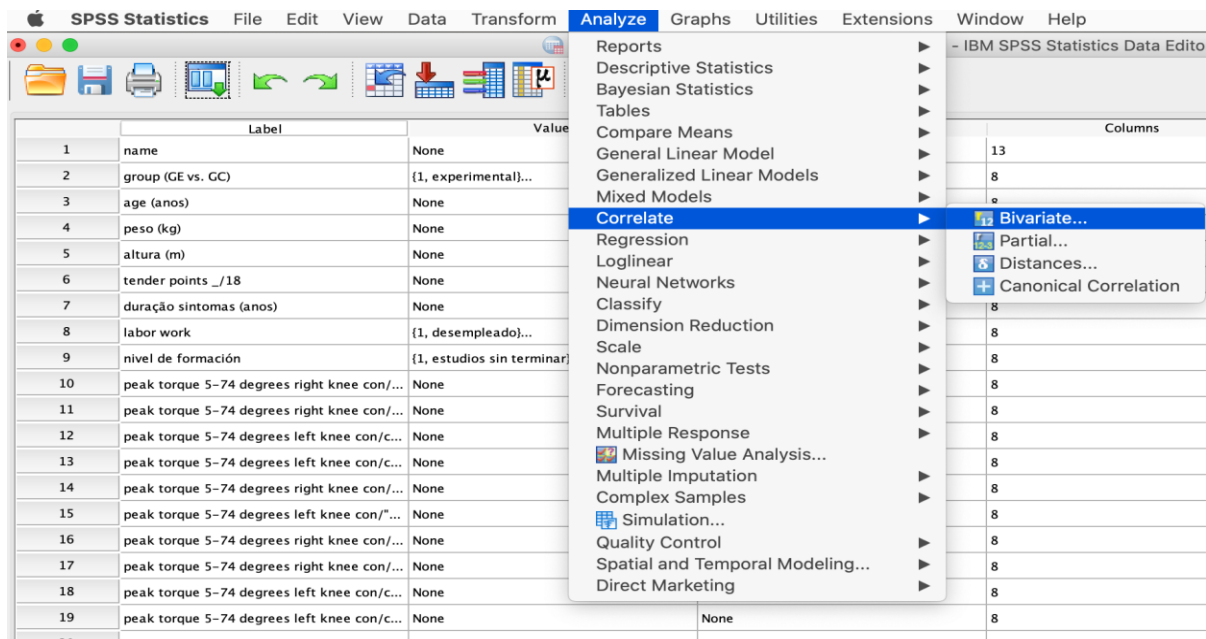 SPSS Statistics File Edit View Data Transform Analyze Graphs Utilities Extensions Window Help
- IBM SPSS Statistics Data Edito
Reports
Descriptive Statistics
Bayesian Statistics
Tables
Compare Means
General Linear Model
Generalized Linear Models
Mixed Models
Correlate
Regression
Loglinear
Neural Networks
Classify
Dimension Reduction
Scale
Nonparametric Tests
Forecasting
Survival
Multiple Response
Missing Value Analysis...
Multiple Imputation
Complex Samples
Simulation...
Quality Control
Spatial and Temporal Modeling...
Direct Marketing
Bivariate...
Partial...
Distances...
Canonical Correlation
Label Value Columns
1 name None 13
2 group (GE vs. GC) {1, experimental}... 8
3 age (anos) None 8
4 peso (kg) None
5 altura (m) None
6 tender points _/18 None
7 duração sintomas (anos) None 8
8 labor work {1, desempleado}... 8
9 nivel de formación {1, estudios sin terminar} 8
10 peak torque 5-74 degrees right knee con/... None 8
11 peak torque 5-74 degrees right knee con/... None 8
12 peak torque 5-74 degrees left knee con/c... None 8
13 peak torque 5-74 degrees left knee con/c... None 8
14 peak torque 5-74 degrees right knee con/... None 8
15 peak torque 5-74 degrees left knee con/"... None 8
16 peak torque 5-74 degrees right knee con/... None 8
17 peak torque 5-74 degrees right knee con/... None 8
18 peak torque 5-74 degrees left knee con/c... None 8
19 peak torque 5-74 degrees left knee con/c... None None 8